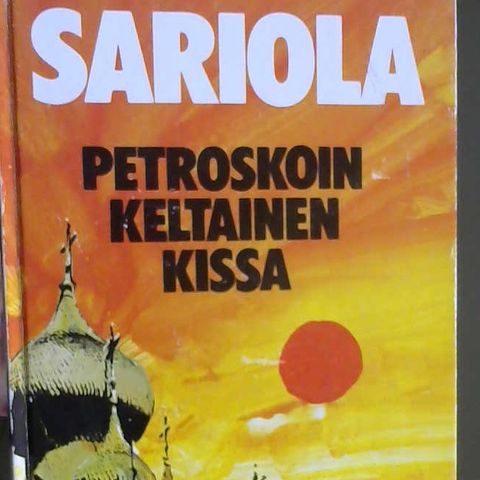 SARIOLA
PETROSKOIN
KELTAINEN
KISSA